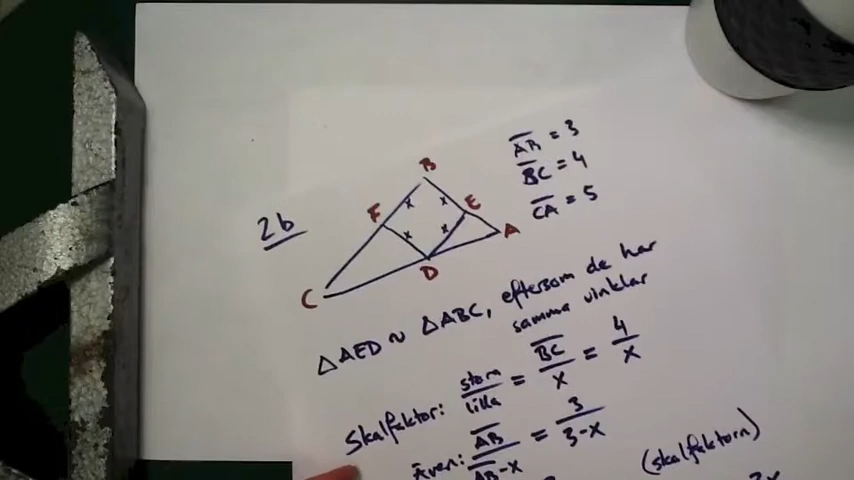 2b
B
x x
F E
x x
A
D
C
AB = 3
BC = 4
CA = 5
△AED ~ △ABC, eftersom de har
samma vinklar
Skalfaktor: stora/lilla = BC/x = 4/x
Även: AB/AB-x = 3/3-x
(skalfaktorn)